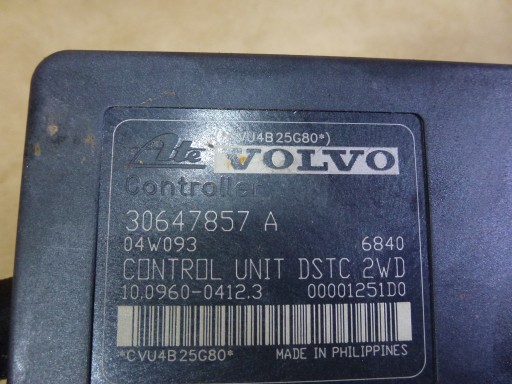 (*CVU4B25G80*)
Ate VOLVO
Controller
30647857 A
04W093 6840
CONTROL UNIT DSTC 2WD
10.0960-0412.3 00001251D0
*CVU4B25G80* MADE IN PHILIPPINES